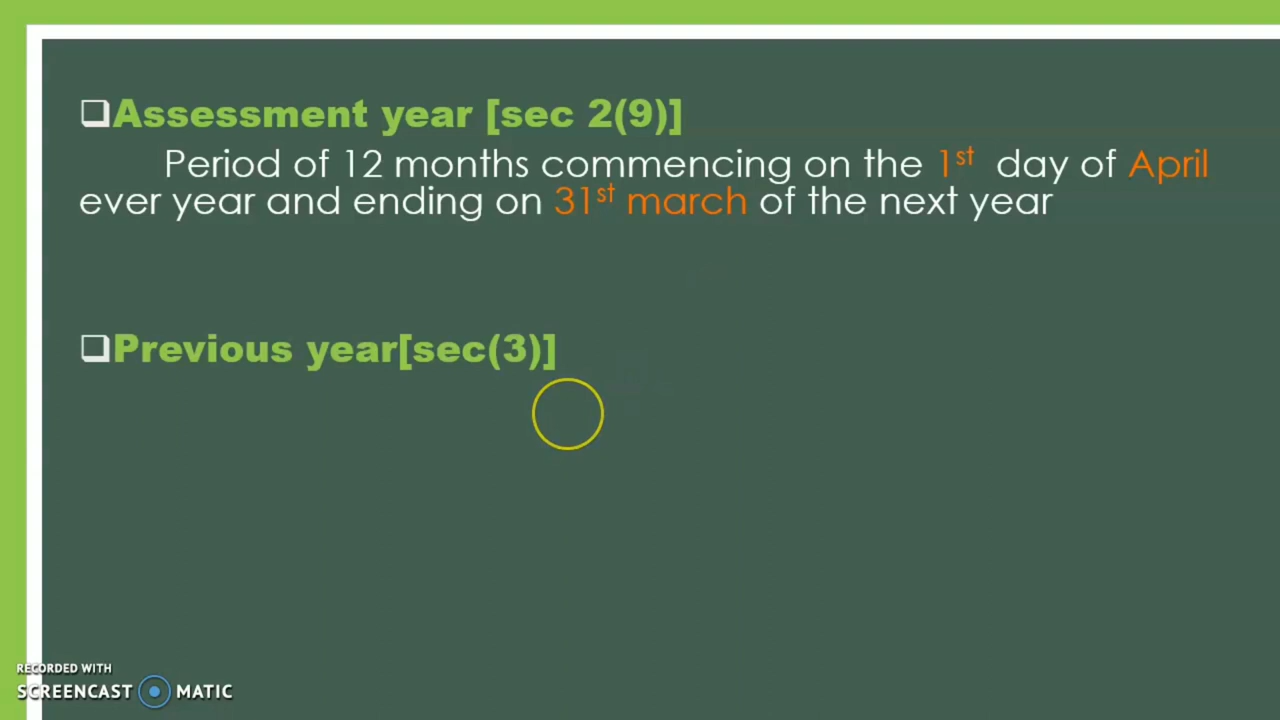 Assessment year [sec 2(9)]
Period of 12 months commencing on the 1st day of April
ever year and ending on 31st march of the next year
Previous year[sec(3)]
RECORDED WITH
SCREENCAST MATIC